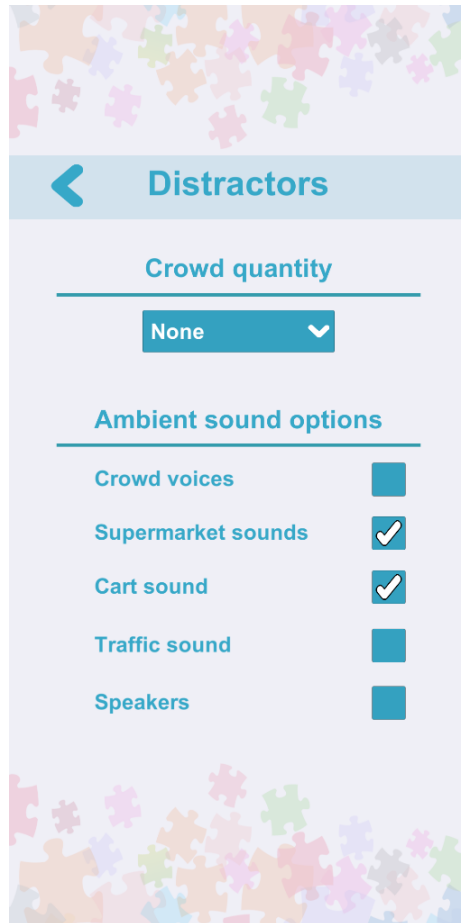 Distractors
Crowd quantity
None
Ambient sound options
Crowd voices
Supermarket sounds
Cart sound
Traffic sound
Speakers